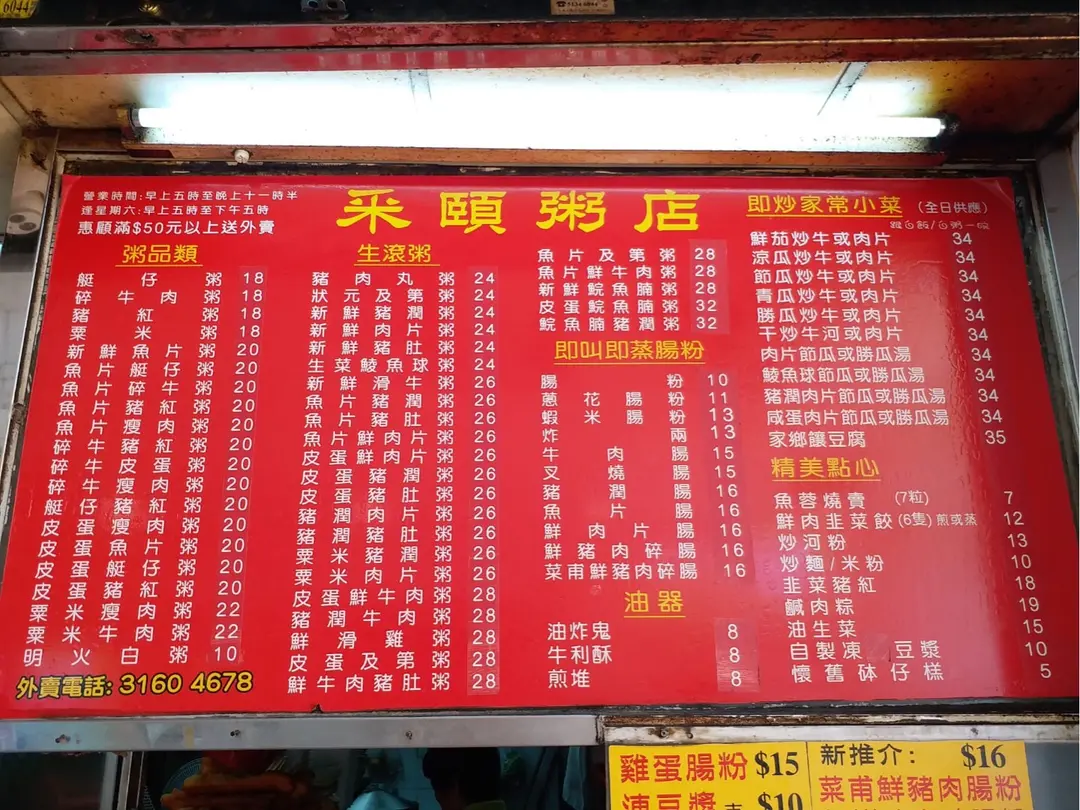 6044
營業時間:早上五時至晚上十一時半
逢星期六:早上五時至下午五時
惠顧滿$50元以上送外賣
采頤粥店
粥品類
艇仔粥 18
碎牛肉粥 18
豬紅粥 18
粟米粥 18
新鮮魚片粥 20
魚片艇仔粥 20
魚片碎牛粥 20
魚片豬紅粥 20
魚片瘦肉粥 20
碎牛豬紅粥 20
碎牛皮蛋粥 20
碎牛瘦肉粥 20
艇仔豬紅粥 20
皮蛋瘦肉粥 20
皮蛋魚片粥 20
皮蛋艇仔粥 20
皮蛋豬紅粥 20
粟米瘦肉粥 22
粟米牛肉粥 22
明火白粥 10
外賣電話: 3160 4678
生滾粥
豬肉丸粥 24
狀元及第粥 24
新鮮豬潤粥 24
新鮮肉片粥 24
新鮮豬肚粥 24
生菜鯪魚球粥 24
新鮮滑牛粥 26
魚片豬潤粥 26
魚片豬肚粥 26
魚片鮮肉片粥 26
皮蛋鮮肉片粥 26
皮蛋豬潤粥 26
皮蛋豬肚粥 26
豬潤肉片粥 26
豬潤豬肚粥 26
粟米豬潤粥 26
粟米肉片粥 26
皮蛋鮮牛肉粥 28
豬潤牛肉粥 28
鮮滑雞粥 28
皮蛋及第粥 28
鮮牛肉豬肚粥 28
魚片及第粥 28
魚片鮮牛肉粥 28
新鮮鯇魚腩粥 28
皮蛋鯇魚腩粥 32
鯇魚腩豬潤粥 32
即叫即蒸腸粉
腸粉 10
蔥花腸粉 11
蝦米腸粉 13
炸兩 13
牛肉腸 15
叉燒腸 15
豬潤腸 16
魚片腸 16
鮮肉片腸 16
鮮豬肉碎腸 16
菜甫鮮豬肉碎腸 16
油器
油炸鬼 8
牛利酥 8
煎堆 8
即炒家常小菜 (全日供應)
跟白飯/白粥一碗
鮮茄炒牛或肉片 34
涼瓜炒牛或肉片 34
節瓜炒牛或肉片 34
青瓜炒牛或肉片 34
勝瓜炒牛或肉片 34
干炒牛河或肉片 34
肉片節瓜或勝瓜湯 34
鯪魚球節瓜或勝瓜湯 34
豬潤肉片節瓜或勝瓜湯 34
咸蛋肉片節瓜或勝瓜湯 34
家鄉釀豆腐 35
精美點心
魚蓉燒賣 (7粒) 7
鮮肉韭菜餃(6隻)煎或蒸 12
炒河粉 13
炒麵/米粉 10
韭菜豬紅 18
鹹肉粽 19
油生菜 15
自製凍 豆漿 10
懷舊砵仔糕 5
雞蛋腸粉 $15
凍豆漿 $10
新推介: $16
菜甫鮮豬肉腸粉